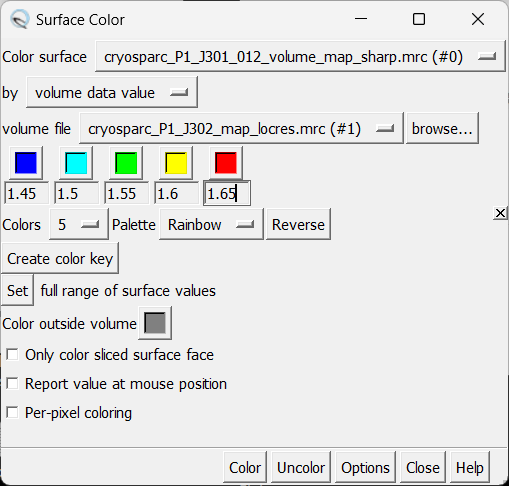 Surface Color
Color surface cryosparc_P1_J301_012_volume_map_sharp.mrc (#0)
by volume data value
volume file cryosparc_P1_J302_map_locres.mrc (#1) browse...
1.45 1.5 1.55 1.6 1.65
Colors 5 Palette Rainbow Reverse
Create color key
Set full range of surface values
Color outside volume
Only color sliced surface face
Report value at mouse position
Per-pixel coloring
Color Uncolor Options Close Help